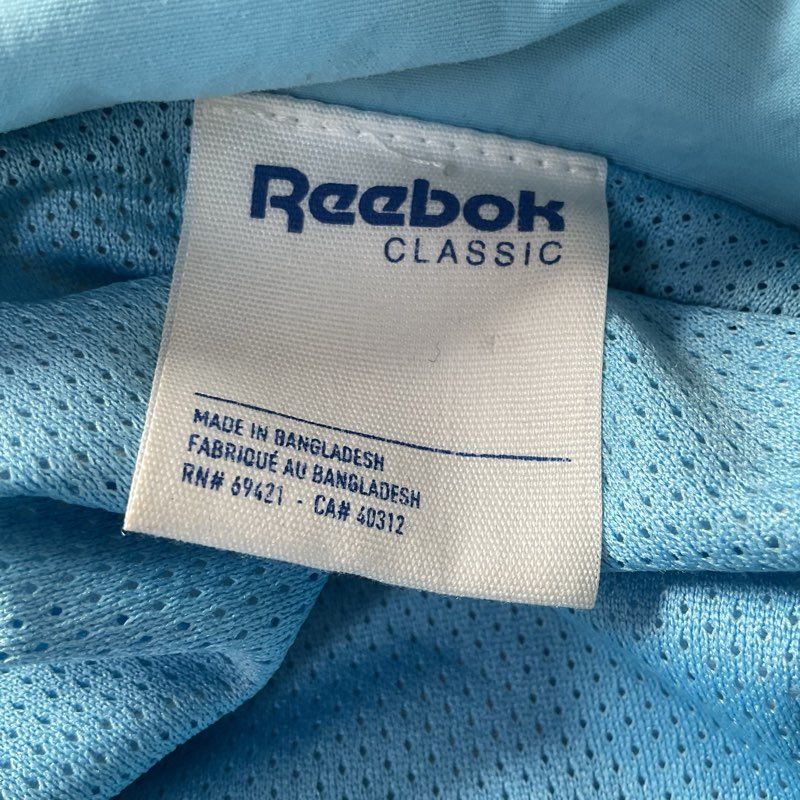 Reebok
CLASSIC
MADE IN BANGLADESH
FABRIQUÉ AU BANGLADESH
RN# 69421 - CA# 40312